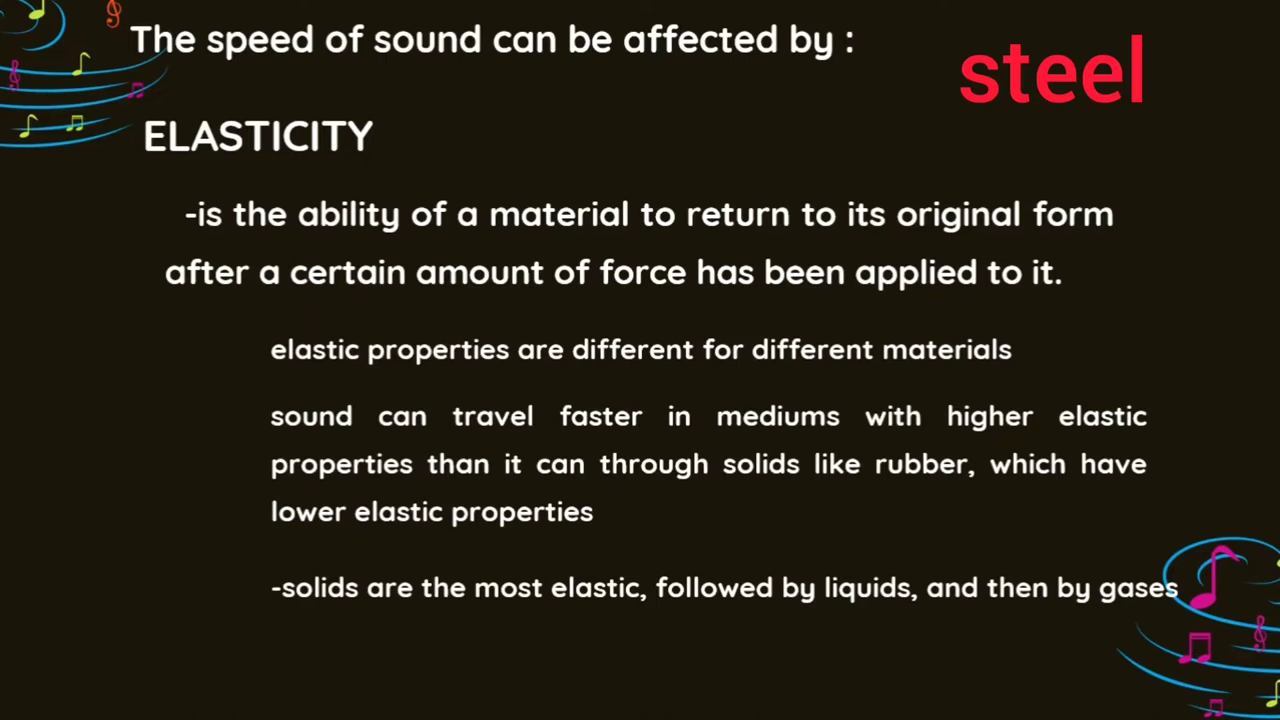 The speed of sound can be affected by :
steel
ELASTICITY
-is the ability of a material to return to its original form
after a certain amount of force has been applied to it.
elastic properties are different for different materials
sound can travel faster in mediums with higher elastic
properties than it can through solids like rubber, which have
lower elastic properties
-solids are the most elastic, followed by liquids, and then by gases